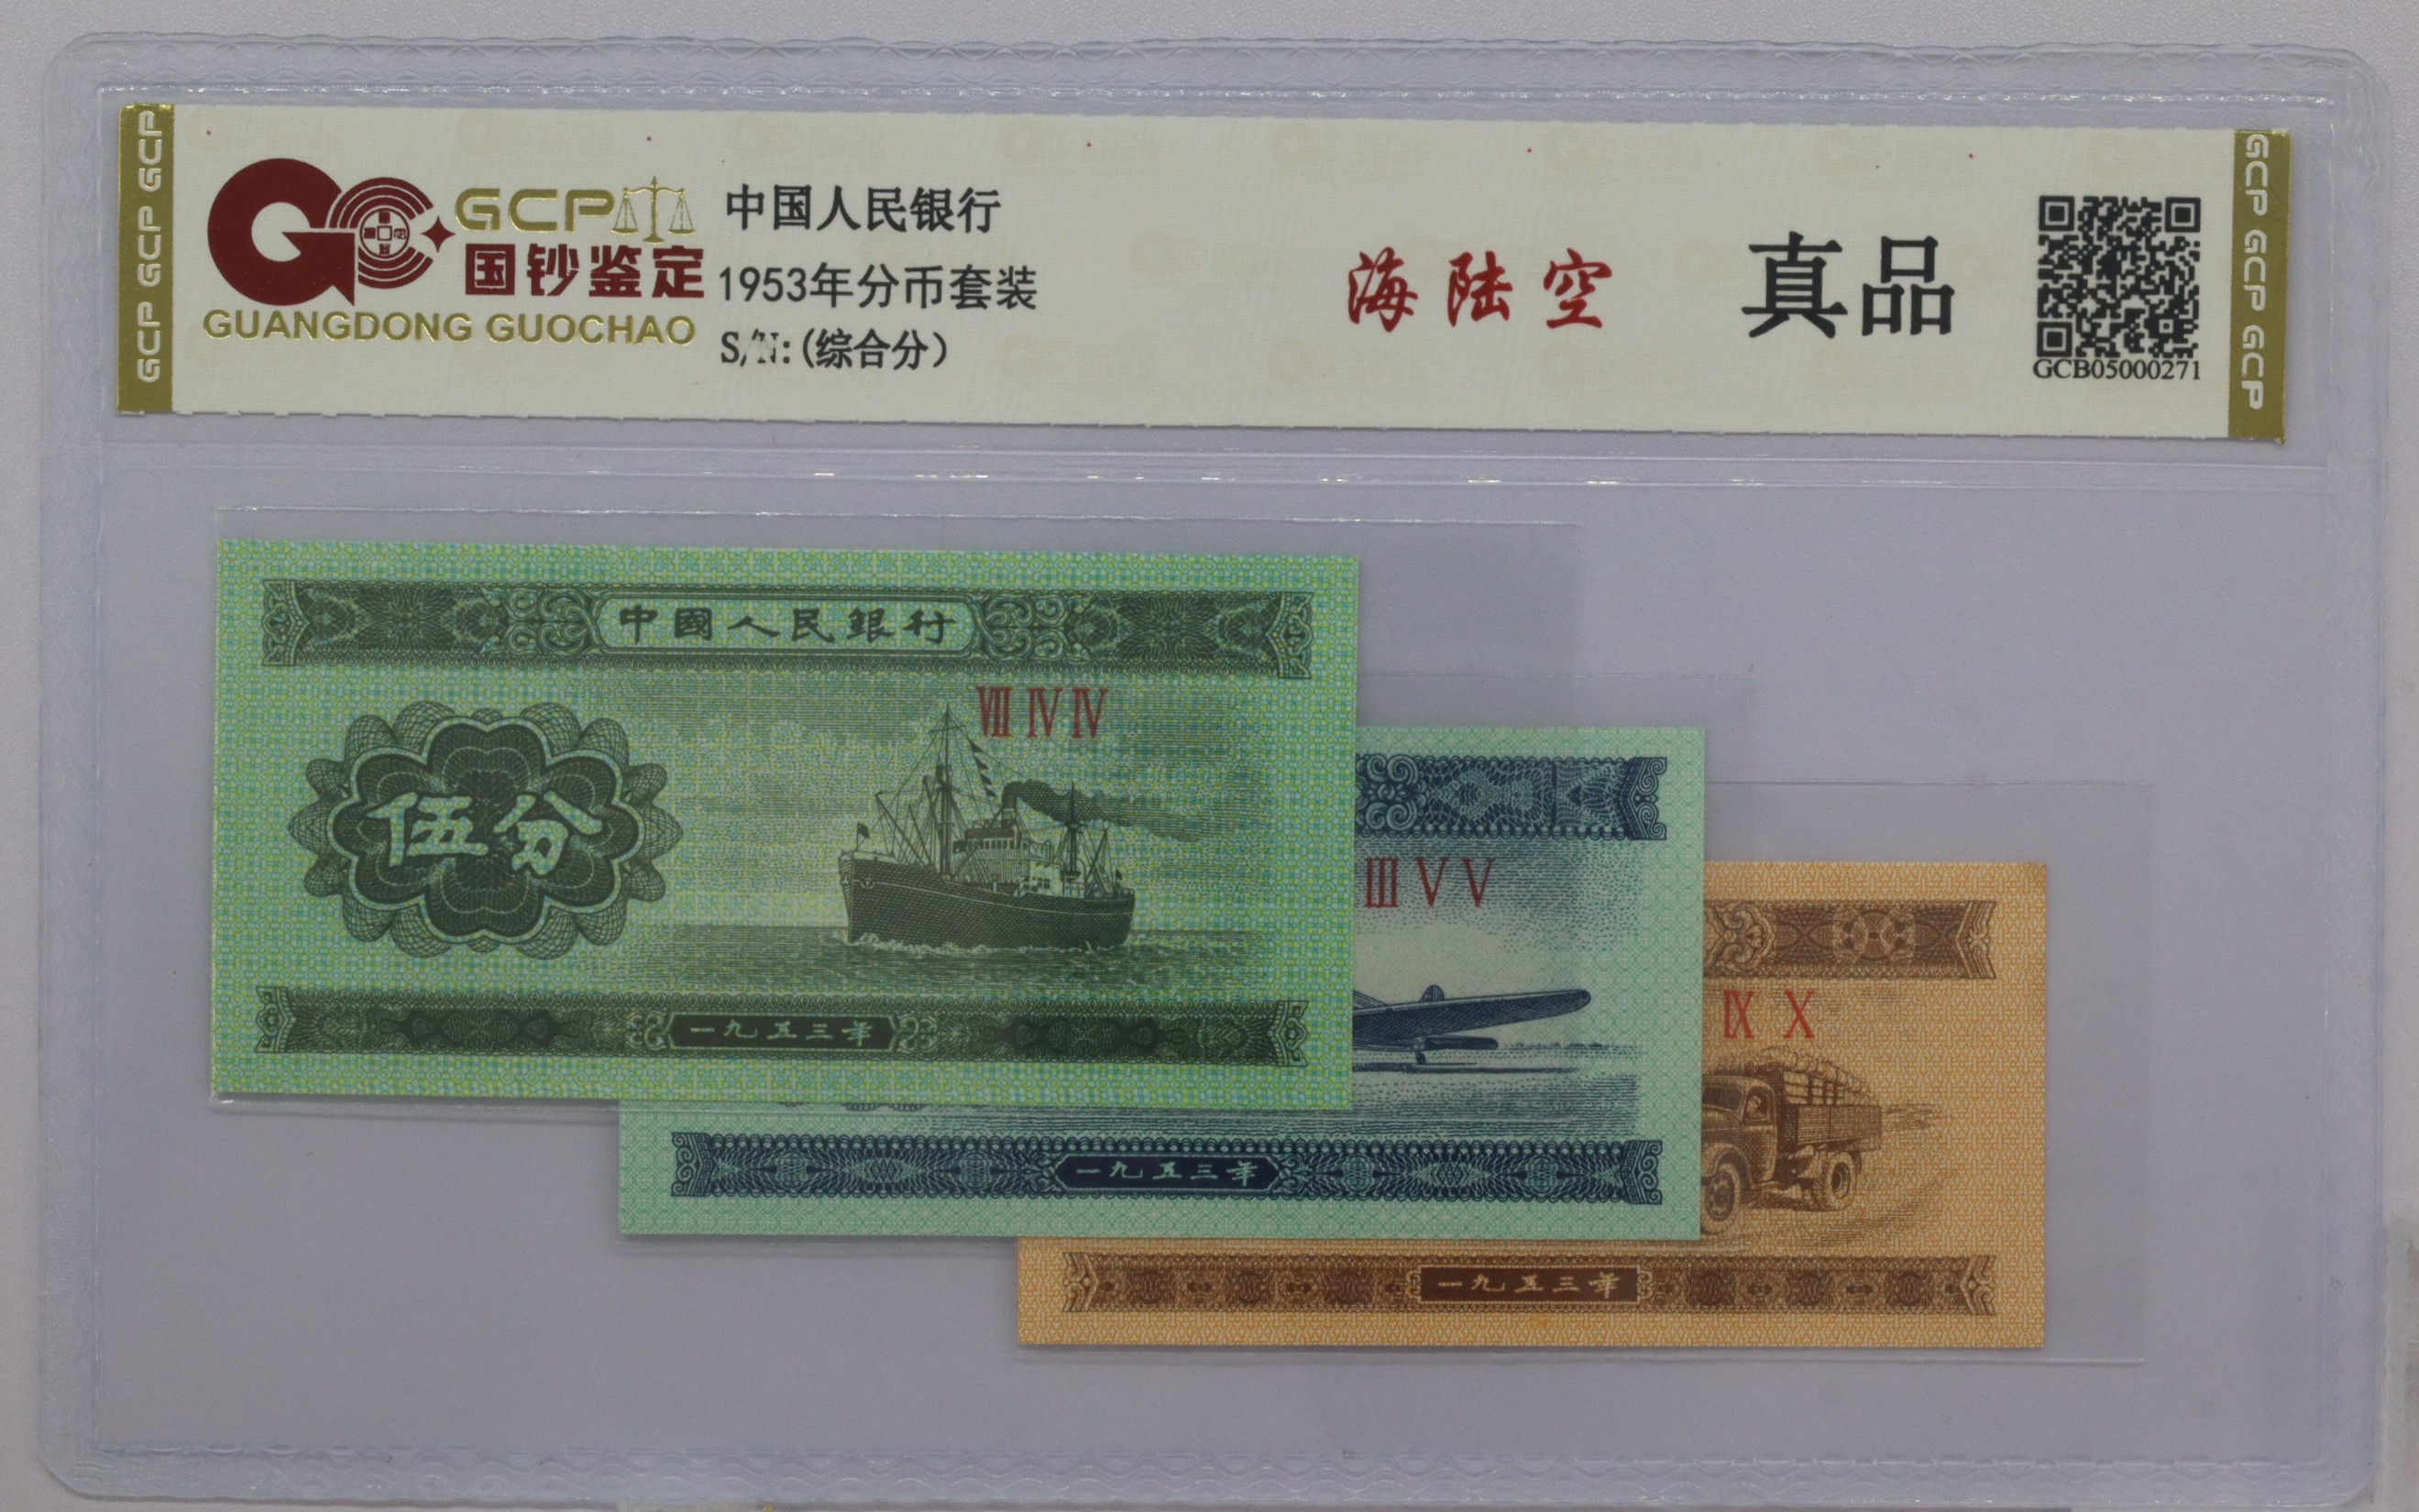 GCP GCP GCP
GCP
国钞鉴定
GUANGDONG GUOCHAO
中国人民银行
1953年分币套装
S/N:(综合分)
海陆空
真品
GCB05000271
GCP GCP GCP
中國人民銀行
VIII IV IV
伍分
一九五三年
III V V
一九五三年
IX X
一九五三年